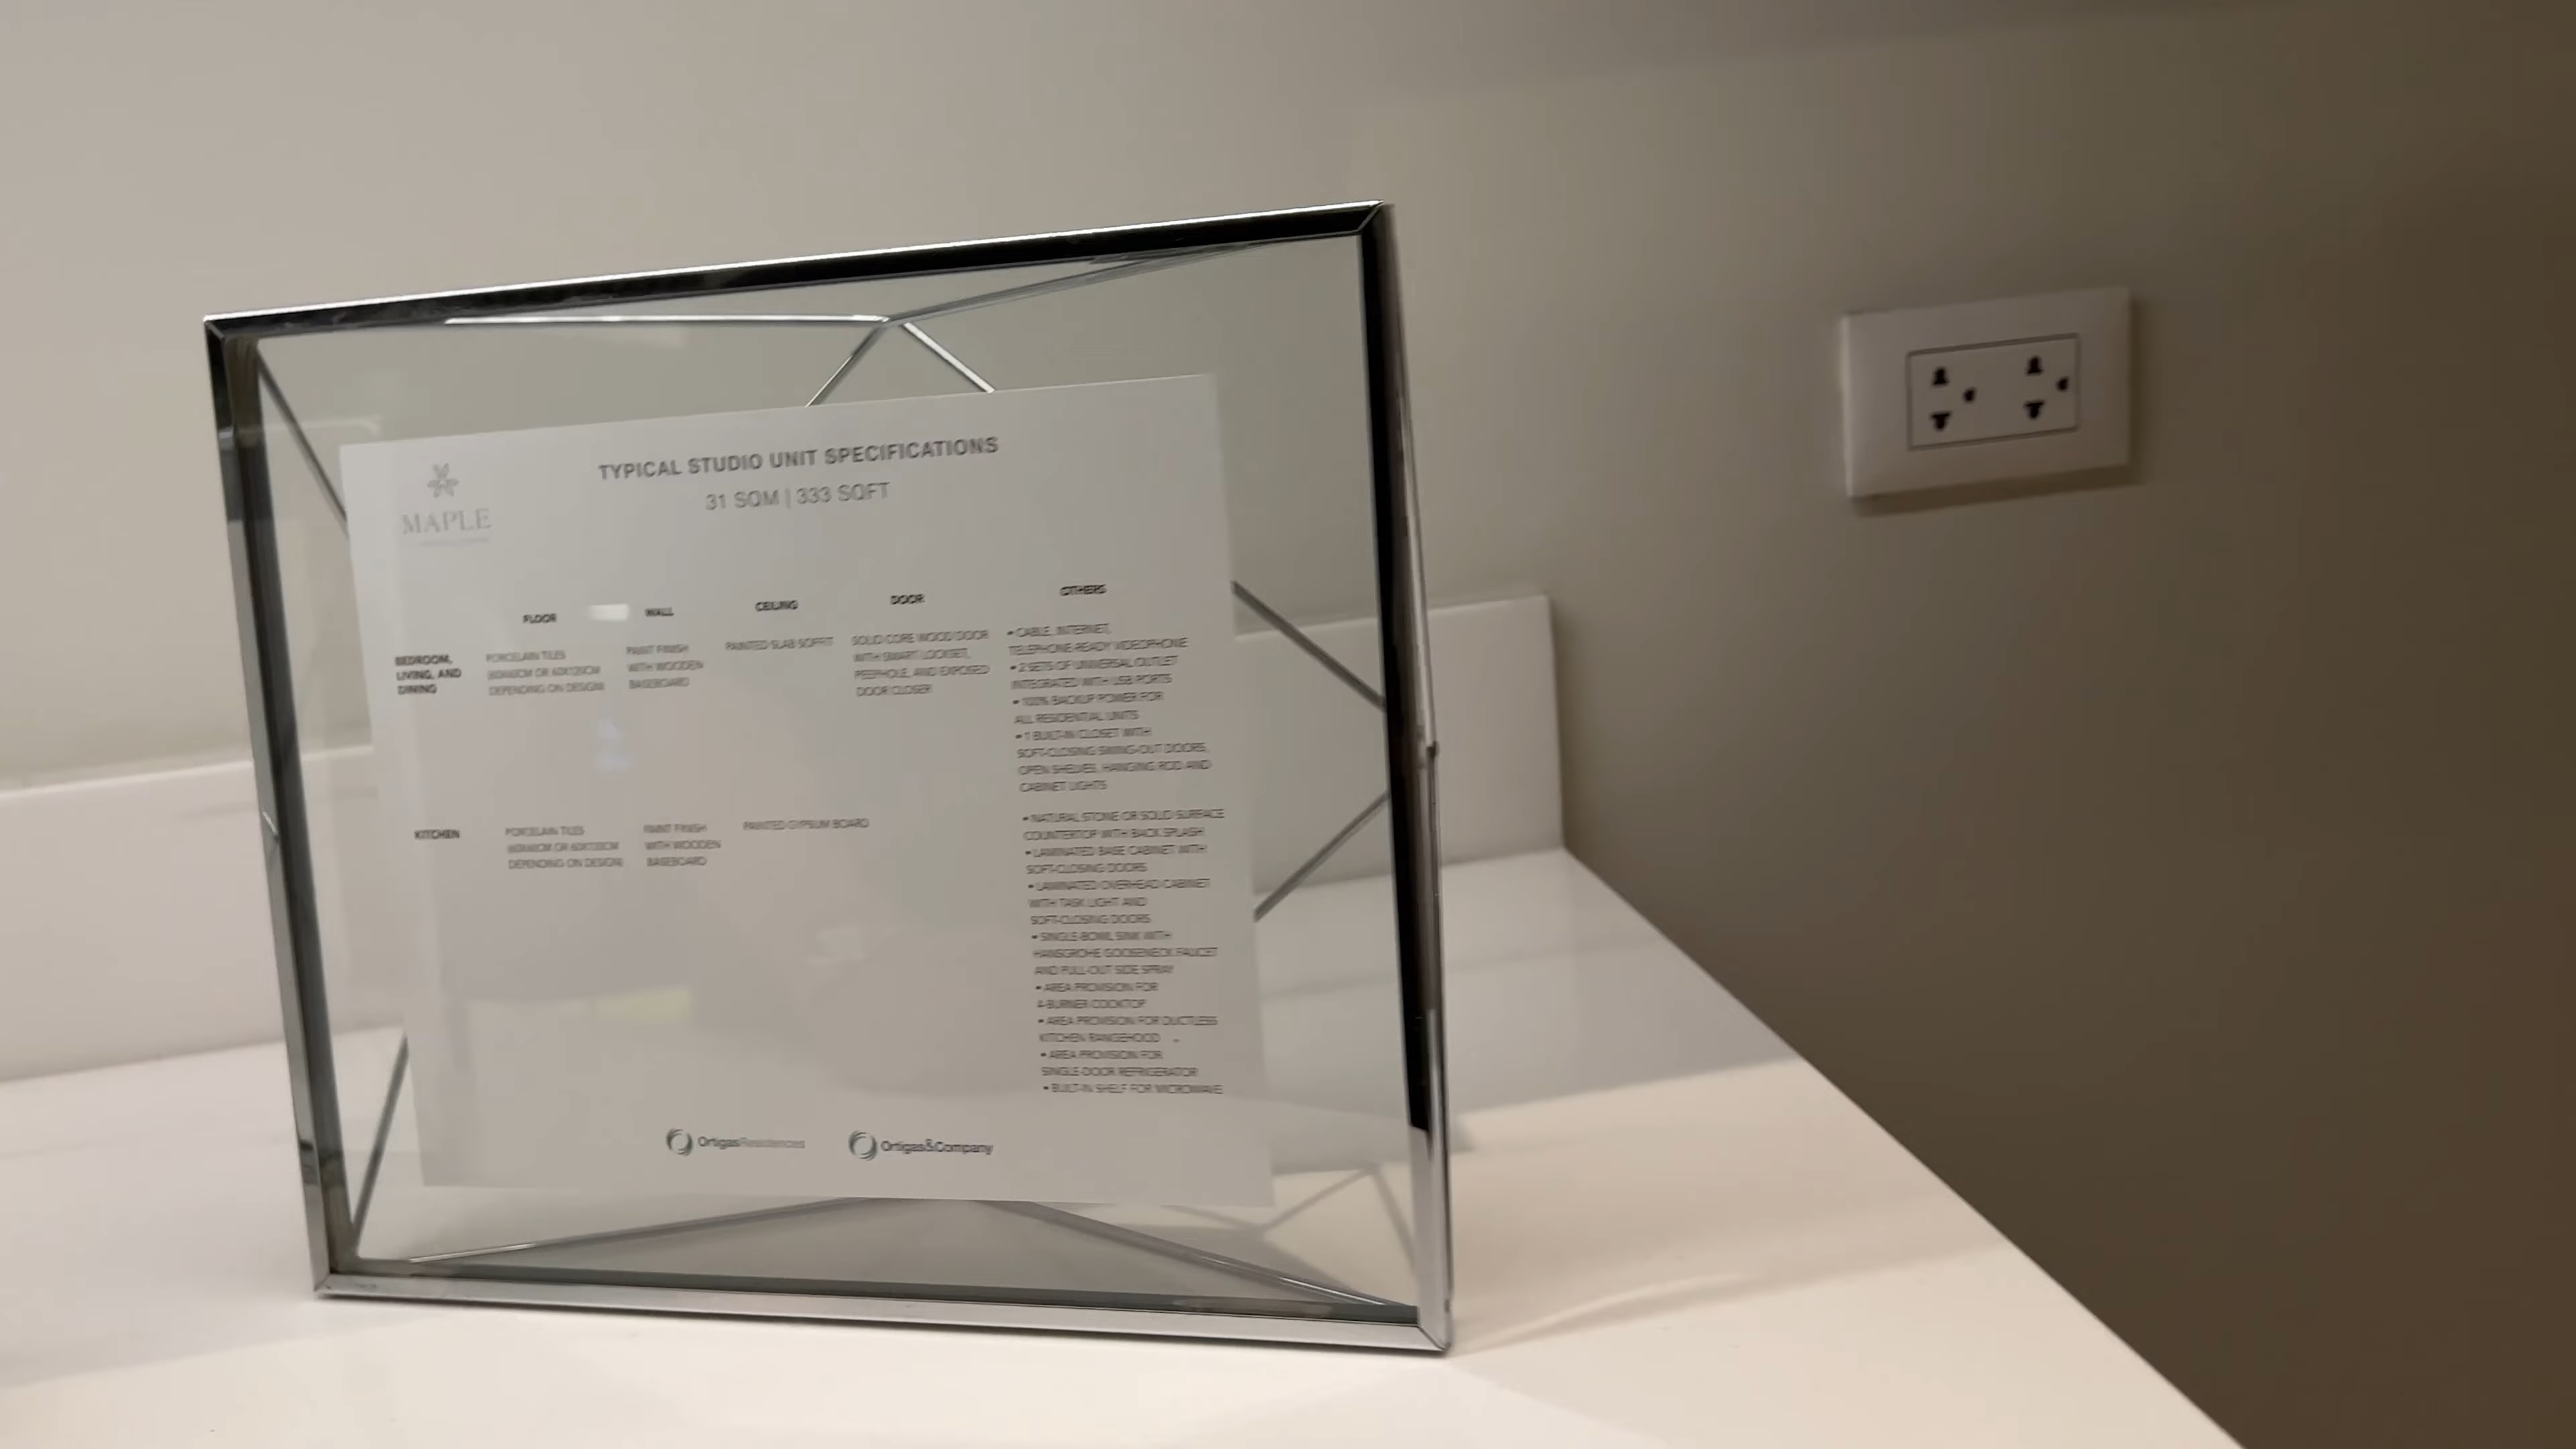 TYPICAL STUDIO UNIT SPECIFICATIONS
31 SQM | 333 SQFT
MAPLE
FLOOR
WALL
CEILING
DOOR
OTHERS
BEDROOM,
LIVING, AND
DINING
PORCELAIN TILES
DEPENDING ON DESIGN)
PAINT FINISH
WITH WOODEN
BASEBOARD
PAINTED SLAB SOFFIT
SOLID CORE WOOD DOOR
WITH SMART LOCKSET,
PEEPHOLE, AND EXPOSED
DOOR CLOSER
• CABLE, INTERNET,
TELEPHONE-READY VIDEOPHONE
• 2 SETS OF UNIVERSAL OUTLET
INTEGRATED WITH USB PORTS
• 100% BACKUP POWER FOR
ALL RESIDENTIAL UNITS
• 1 BUILT-IN CLOSET WITH
SOFT-CLOSING SWING-OUT DOORS,
OPEN SHELVES, HANGING ROD AND
CABINET LIGHTS
KITCHEN
PORCELAIN TILES
DEPENDING ON DESIGN)
PAINT FINISH
WITH WOODEN
BASEBOARD
PAINTED GYPSUM BOARD
• NATURAL STONE OR SOLID SURFACE
COUNTERTOP WITH BACK SPLASH
• LAMINATED BASE CABINET WITH
SOFT-CLOSING DOORS
• LAMINATED OVERHEAD CABINET
WITH TASK LIGHT AND
SOFT-CLOSING DOORS
• SINGLE-BOWL SINK WITH
HANSGROHE GOOSENECK FAUCET
AND PULL-OUT SIDE SPRAY
• AREA PROVISION FOR
4-BURNER COOKTOP
• AREA PROVISION FOR DUCTLESS
KITCHEN RANGEHOOD
• AREA PROVISION FOR
SINGLE-DOOR REFRIGERATOR
• BUILT-IN SHELF FOR MICROWAVE
OrtigasResidences
Ortigas&Company